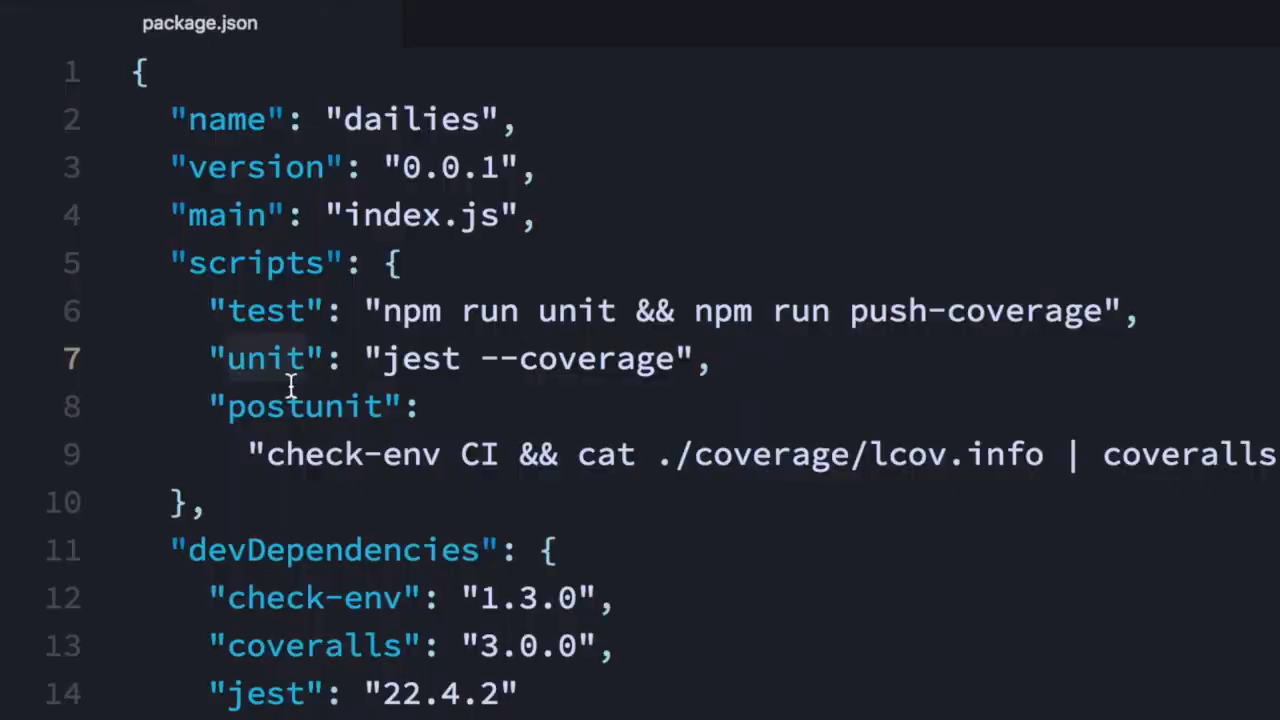 package.json
1 {
2 "name": "dailies",
3 "version": "0.0.1",
4 "main": "index.js",
5 "scripts": {
6 "test": "npm run unit && npm run push-coverage",
7 "unit": "jest --coverage",
8 "postunit":
9 "check-env CI && cat ./coverage/lcov.info | coveralls
10 },
11 "devDependencies": {
12 "check-env": "1.3.0",
13 "coveralls": "3.0.0",
14 "jest": "22.4.2"